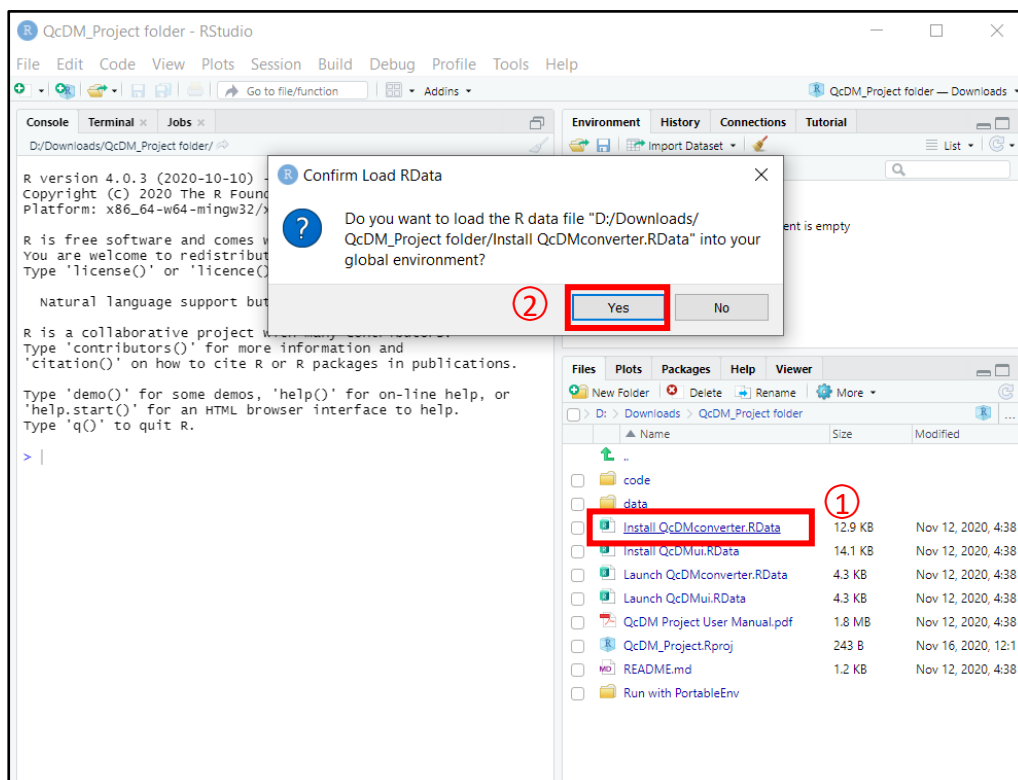 QcDM_Project folder - RStudio
File Edit Code View Plots Session Build Debug Profile Tools Help
Go to file/function Addins QcDM_Project folder — Downloads
Console Terminal Jobs
D:/Downloads/QcDM_Project folder/
R version 4.0.3 (2020-10-10) -
Copyright (C) 2020 The R Found
Platform: x86_64-w64-mingw32/x
R is free software and comes w
You are welcome to redistribut
Type 'license()' or 'licence()
Natural language support but
R is a collaborative project with many contributors.
Type 'contributors()' for more information and
'citation()' on how to cite R or R packages in publications.
Type 'demo()' for some demos, 'help()' for on-line help, or
'help.start()' for an HTML browser interface to help.
Type 'q()' to quit R.
>
Environment History Connections Tutorial
Import Dataset List
ent is empty
Confirm Load RData
Do you want to load the R data file "D:/Downloads/
QcDM_Project folder/Install QcDMconverter.RData" into your
global environment?
② Yes No
Files Plots Packages Help Viewer
New Folder Delete Rename More
D: Downloads QcDM_Project folder
Name Size Modified
..
code
data
①
Install QcDMconverter.RData 12.9 KB Nov 12, 2020, 4:38
Install QcDMui.RData 14.1 KB Nov 12, 2020, 4:38
Launch QcDMconverter.RData 4.3 KB Nov 12, 2020, 4:38
Launch QcDMui.RData 4.3 KB Nov 12, 2020, 4:38
QcDM Project User Manual.pdf 1.8 MB Nov 12, 2020, 4:38
QcDM_Project.Rproj 243 B Nov 16, 2020, 12:1
README.md 1.2 KB Nov 12, 2020, 4:38
Run with PortableEnv